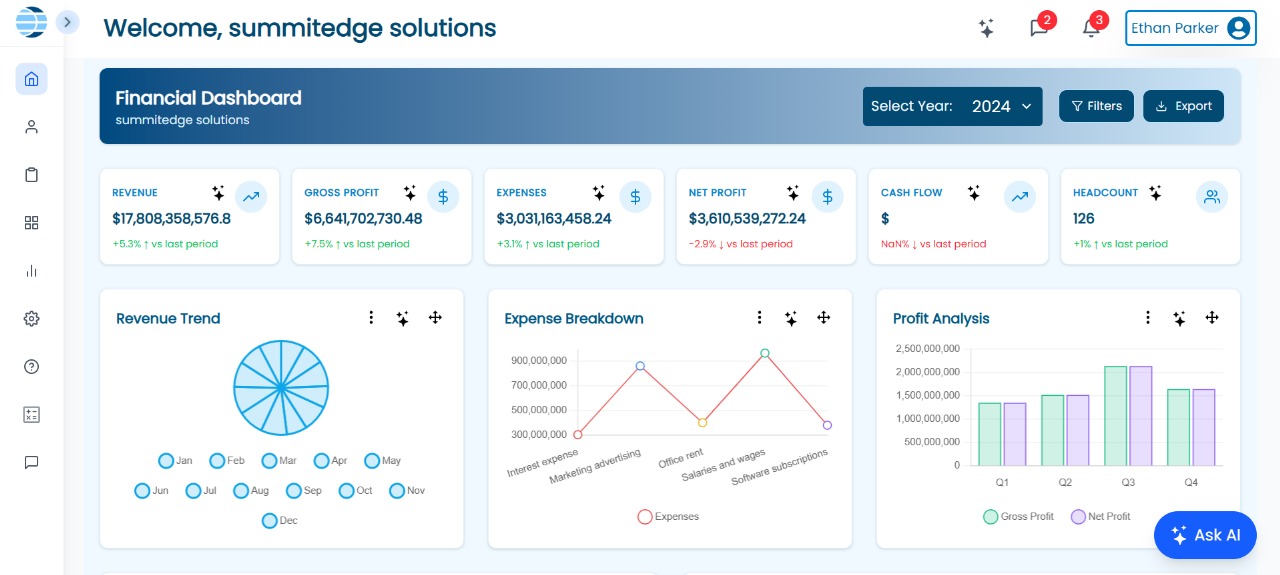 Welcome, summitedge solutions
2
3
Ethan Parker
Financial Dashboard
summitedge solutions
Select Year: 2024
Filters
Export
REVENUE
$17,808,358,576.8
+5.3% ↑ vs last period
GROSS PROFIT
$6,641,702,730.48
+7.5% ↑ vs last period
EXPENSES
$3,031,163,458.24
+3.1% ↑ vs last period
NET PROFIT
$3,610,539,272.24
-2.9% ↓ vs last period
CASH FLOW
$
NaN% ↓ vs last period
HEADCOUNT
126
+1% ↑ vs last period
Revenue Trend
Jan Feb Mar Apr May
Jun Jul Aug Sep Oct Nov
Dec
Expense Breakdown
900,000,000
700,000,000
500,000,000
300,000,000
Interest expense
Marketing advertising
Office rent
Salaries and wages
Software subscriptions
Expenses
Profit Analysis
2,500,000,000
2,000,000,000
1,500,000,000
1,000,000,000
500,000,000
0
Q1 Q2 Q3 Q4
Gross Profit Net Profit
Ask AI